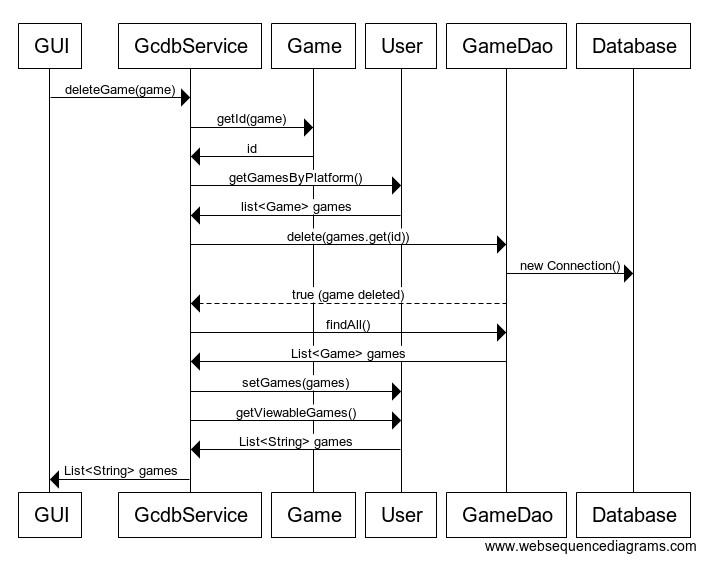 GUI GcdbService Game User GameDao Database
deleteGame(game)
getId(game)
id
getGamesByPlatform()
list<Game> games
delete(games.get(id))
new Connection()
true (game deleted)
findAll()
List<Game> games
setGames(games)
getViewableGames()
List<String> games
List<String> games
GUI GcdbService Game User GameDao Database
www.websequencediagrams.com